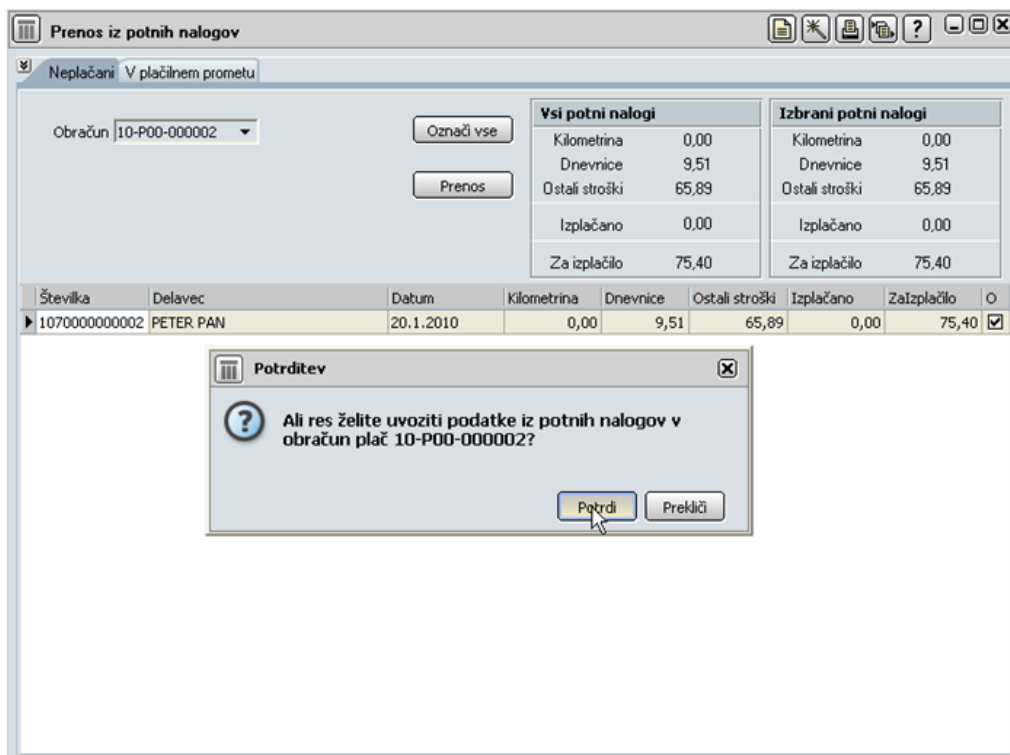 Prenos iz potnih nalogov
?
Neplačani V plačilnem prometu
Obračun 10-P00-000002
Označi vse
Prenos
Vsi potni nalogi
Kilometrina 0,00
Dnevnice 9,51
Ostali stroški 65,89
Izplačano 0,00
Za izplačilo 75,40
Izbrani potni nalogi
Kilometrina 0,00
Dnevnice 9,51
Ostali stroški 65,89
Izplačano 0,00
Za izplačilo 75,40
Številka Delavec Datum Kilometrina Dnevnice Ostali stroški Izplačano ZaIzplačilo O
1070000000002 PETER PAN 20.1.2010 0,00 9,51 65,89 0,00 75,40
Potrditev
?
Ali res želite uvoziti podatke iz potnih nalogov v
obračun plač 10-P00-000002?
Potrdi Prekliči